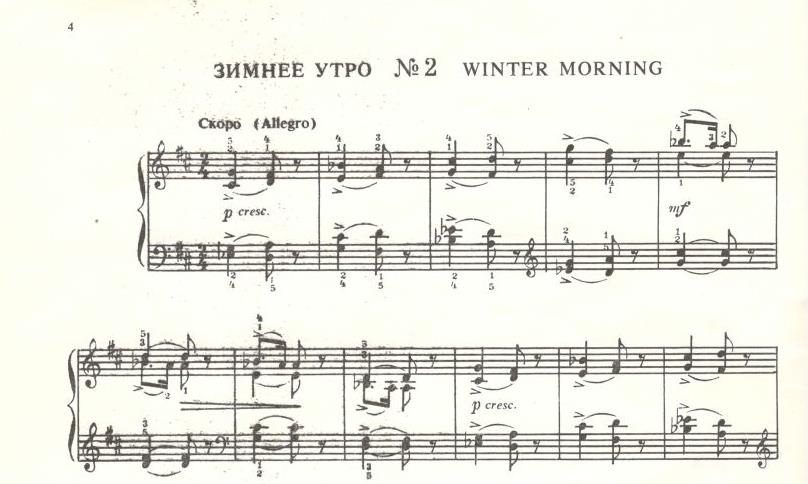 4
ЗИМНЕЕ УТРО №2 WINTER MORNING
Скоро (Allegro)
p cresc.
mf
p cresc.